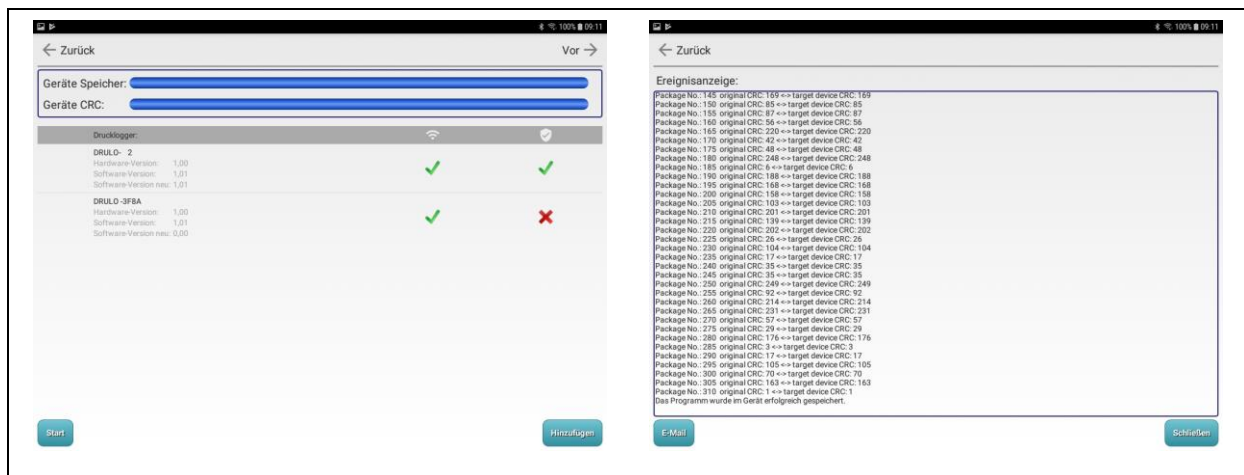 100% 09:11
Zurück
Vor
Geräte Speicher:
Geräte CRC:
Drucklogger:
DRULO- 2
Hardware-Version: 1,00
Software-Version: 1,01
Software-Version neu: 1,01
DRULO -3F8A
Hardware-Version: 1,00
Software-Version: 1,01
Software-Version neu: 0,00
Start
Hinzufügen
100% 09:11
Zurück
Ereignisanzeige:
Package No.: 145 original CRC: 169 <-> target device CRC: 169
Package No.: 150 original CRC: 85 <-> target device CRC: 85
Package No.: 155 original CRC: 87 <-> target device CRC: 87
Package No.: 160 original CRC: 56 <-> target device CRC: 56
Package No.: 165 original CRC: 220 <-> target device CRC: 220
Package No.: 170 original CRC: 42 <-> target device CRC: 42
Package No.: 175 original CRC: 48 <-> target device CRC: 48
Package No.: 180 original CRC: 248 <-> target device CRC: 248
Package No.: 185 original CRC: 6 <-> target device CRC: 6
Package No.: 190 original CRC: 188 <-> target device CRC: 188
Package No.: 195 original CRC: 168 <-> target device CRC: 168
Package No.: 200 original CRC: 158 <-> target device CRC: 158
Package No.: 205 original CRC: 103 <-> target device CRC: 103
Package No.: 210 original CRC: 201 <-> target device CRC: 201
Package No.: 215 original CRC: 139 <-> target device CRC: 139
Package No.: 220 original CRC: 202 <-> target device CRC: 202
Package No.: 225 original CRC: 26 <-> target device CRC: 26
Package No.: 230 original CRC: 104 <-> target device CRC: 104
Package No.: 235 original CRC: 17 <-> target device CRC: 17
Package No.: 240 original CRC: 35 <-> target device CRC: 35
Package No.: 245 original CRC: 35 <-> target device CRC: 35
Package No.: 250 original CRC: 249 <-> target device CRC: 249
Package No.: 255 original CRC: 92 <-> target device CRC: 92
Package No.: 260 original CRC: 214 <-> target device CRC: 214
Package No.: 265 original CRC: 231 <-> target device CRC: 231
Package No.: 270 original CRC: 57 <-> target device CRC: 57
Package No.: 275 original CRC: 29 <-> target device CRC: 29
Package No.: 280 original CRC: 176 <-> target device CRC: 176
Package No.: 285 original CRC: 3 <-> target device CRC: 3
Package No.: 290 original CRC: 17 <-> target device CRC: 17
Package No.: 295 original CRC: 105 <-> target device CRC: 105
Package No.: 300 original CRC: 70 <-> target device CRC: 70
Package No.: 305 original CRC: 163 <-> target device CRC: 163
Package No.: 310 original CRC: 1 <-> target device CRC: 1
Das Programm wurde im Gerät erfolgreich gespeichert.
E-Mail
Schließen